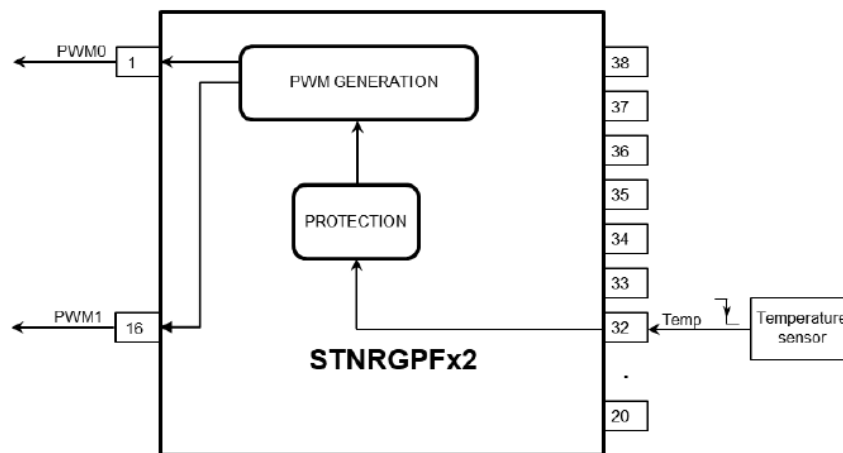 PWM0
1
PWM GENERATION
38
37
36
PROTECTION
35
34
33
PWM1
16
32
Temp
Temperature
sensor
STNRGPFx2
.
20